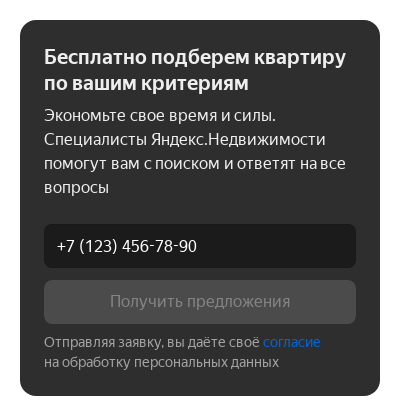 Бесплатно подберем квартиру
по вашим критериям
Экономьте свое время и силы.
Специалисты Яндекс.Недвижимости
помогут вам с поиском и ответят на все
вопросы
+7 (123) 456-78-90
Получить предложения
Отправляя заявку, вы даёте своё согласие
на обработку персональных данных